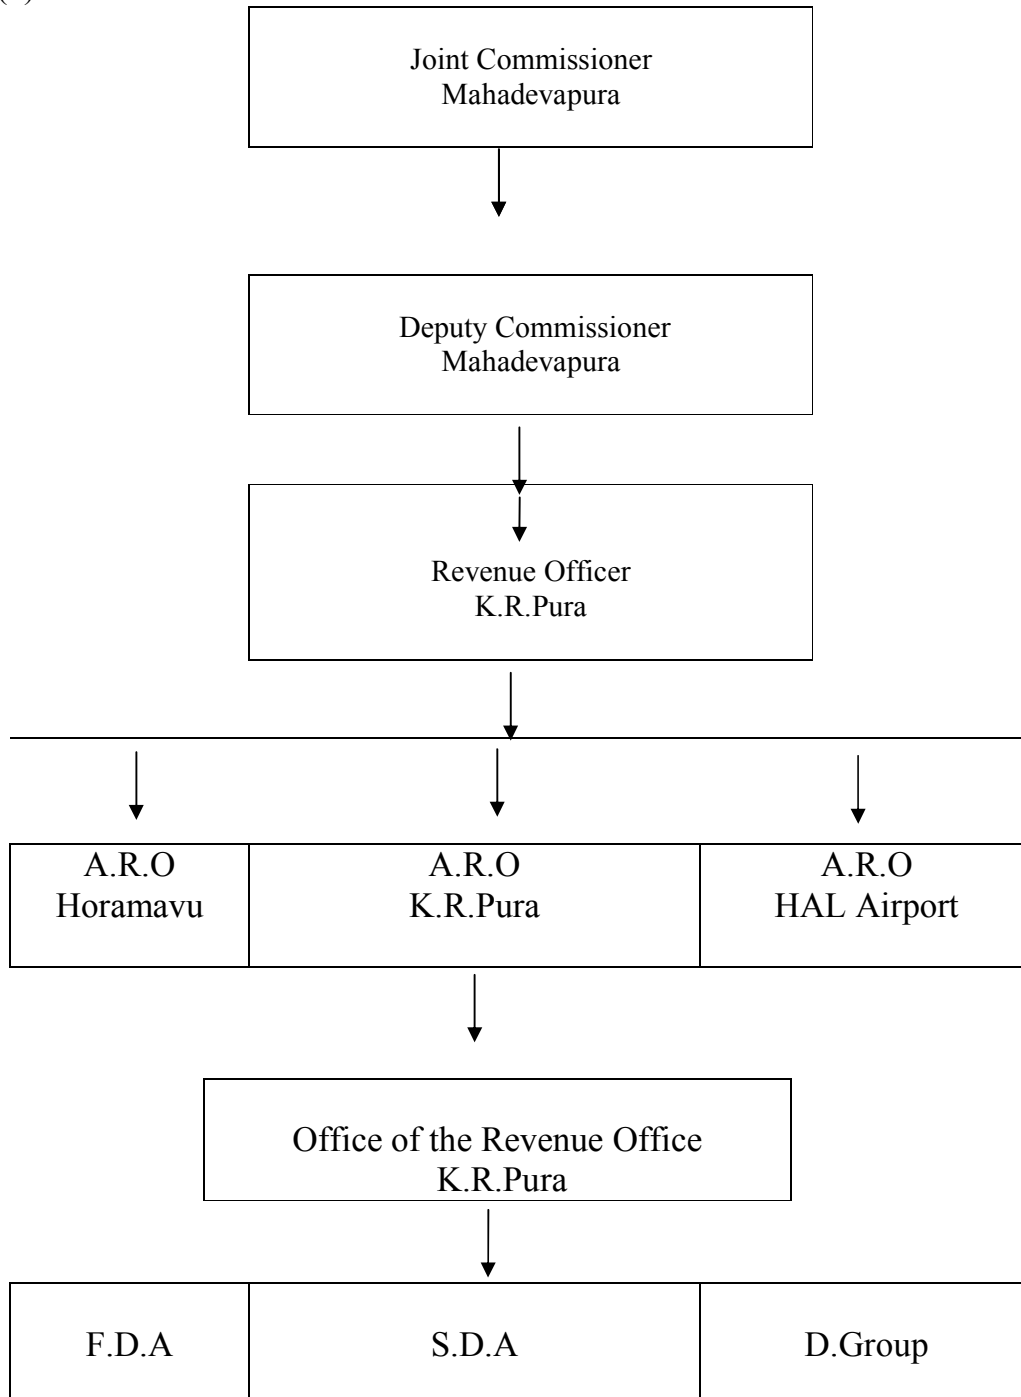 Joint Commissioner
Mahadevapura
Deputy Commissioner
Mahadevapura
Revenue Officer
K.R.Pura
A.R.O
Horamavu
A.R.O
K.R.Pura
A.R.O
HAL Airport
Office of the Revenue Office
K.R.Pura
F.D.A
S.D.A
D.Group